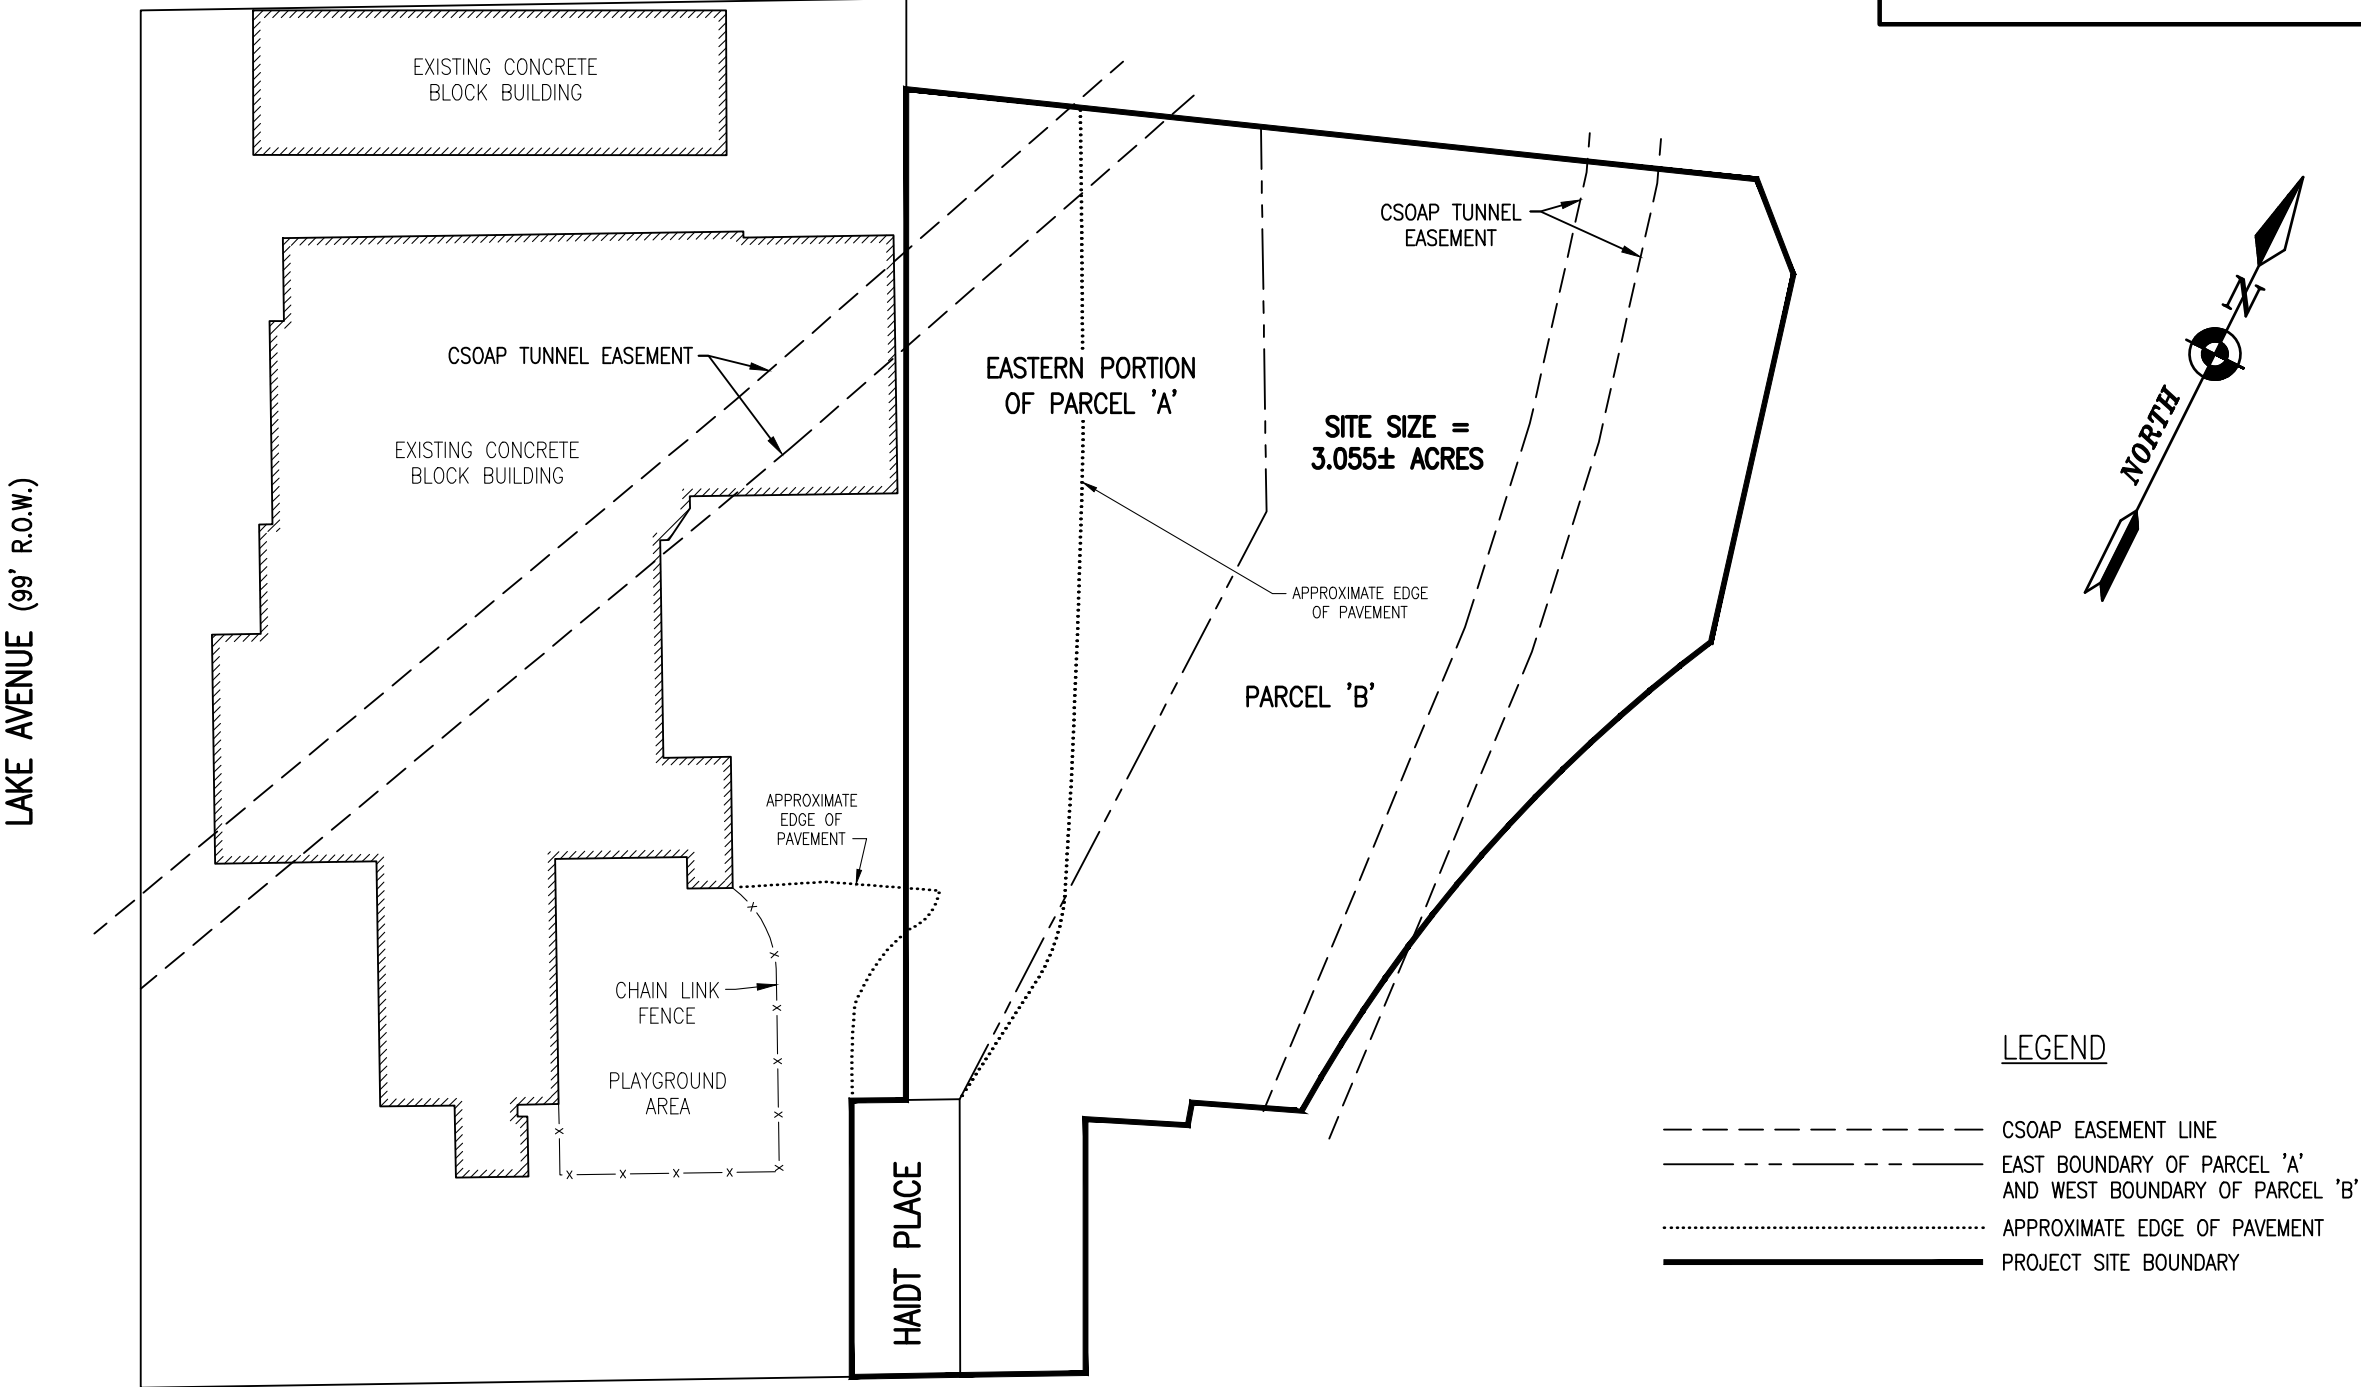 EXISTING CONCRETE
BLOCK BUILDING
CSOAP TUNNEL
EASEMENT
CSOAP TUNNEL EASEMENT
EASTERN PORTION
OF PARCEL 'A'
SITE SIZE =
3.055± ACRES
N
NORTH
EXISTING CONCRETE
BLOCK BUILDING
LAKE AVENUE (99' R.O.W.)
APPROXIMATE EDGE
OF PAVEMENT
PARCEL 'B'
APPROXIMATE
EDGE OF
PAVEMENT
CHAIN LINK
FENCE
PLAYGROUND
AREA
HAIDT PLACE
LEGEND
CSOAP EASEMENT LINE
EAST BOUNDARY OF PARCEL 'A'
AND WEST BOUNDARY OF PARCEL 'B'
APPROXIMATE EDGE OF PAVEMENT
PROJECT SITE BOUNDARY